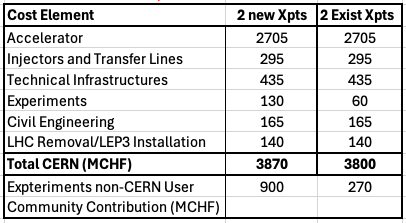 Cost Element 2 new Xpts 2 Exist Xpts
Accelerator 2705 2705
Injectors and Transfer Lines 295 295
Technical Infrastructures 435 435
Experiments 130 60
Civil Engineering 165 165
LHC Removal/LEP3 Installation 140 140
Total CERN (MCHF) 3870 3800
Expteriments non-CERN User 900 270
Community Contribution (MCHF)